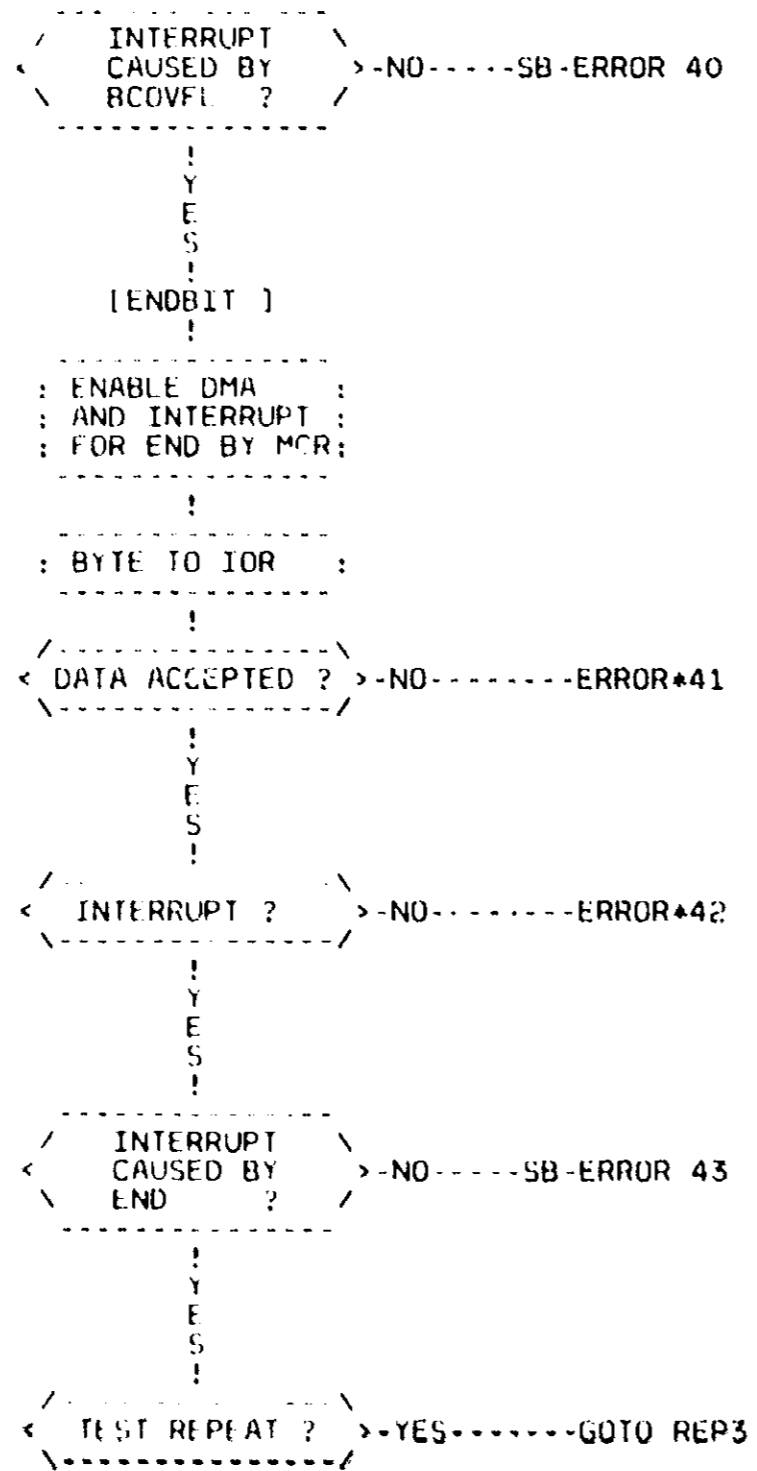 INTERRUPT
CAUSED BY >-NO-----SB-ERROR 40
BCOVFL ?
!
Y
E
S
!
[ENDBIT ]
!
: ENABLE DMA :
: AND INTERRUPT :
: FOR END BY MCR:
!
: BYTE TO IOR :
!
< DATA ACCEPTED ? >-NO--------ERROR*41
!
Y
E
S
!
< INTERRUPT ? >-NO--------ERROR*42
!
Y
E
S
!
INTERRUPT
< CAUSED BY >-NO-----SB-ERROR 43
END ?
!
Y
E
S
!
< TEST REPEAT ? >-YES-------GOTO REP3